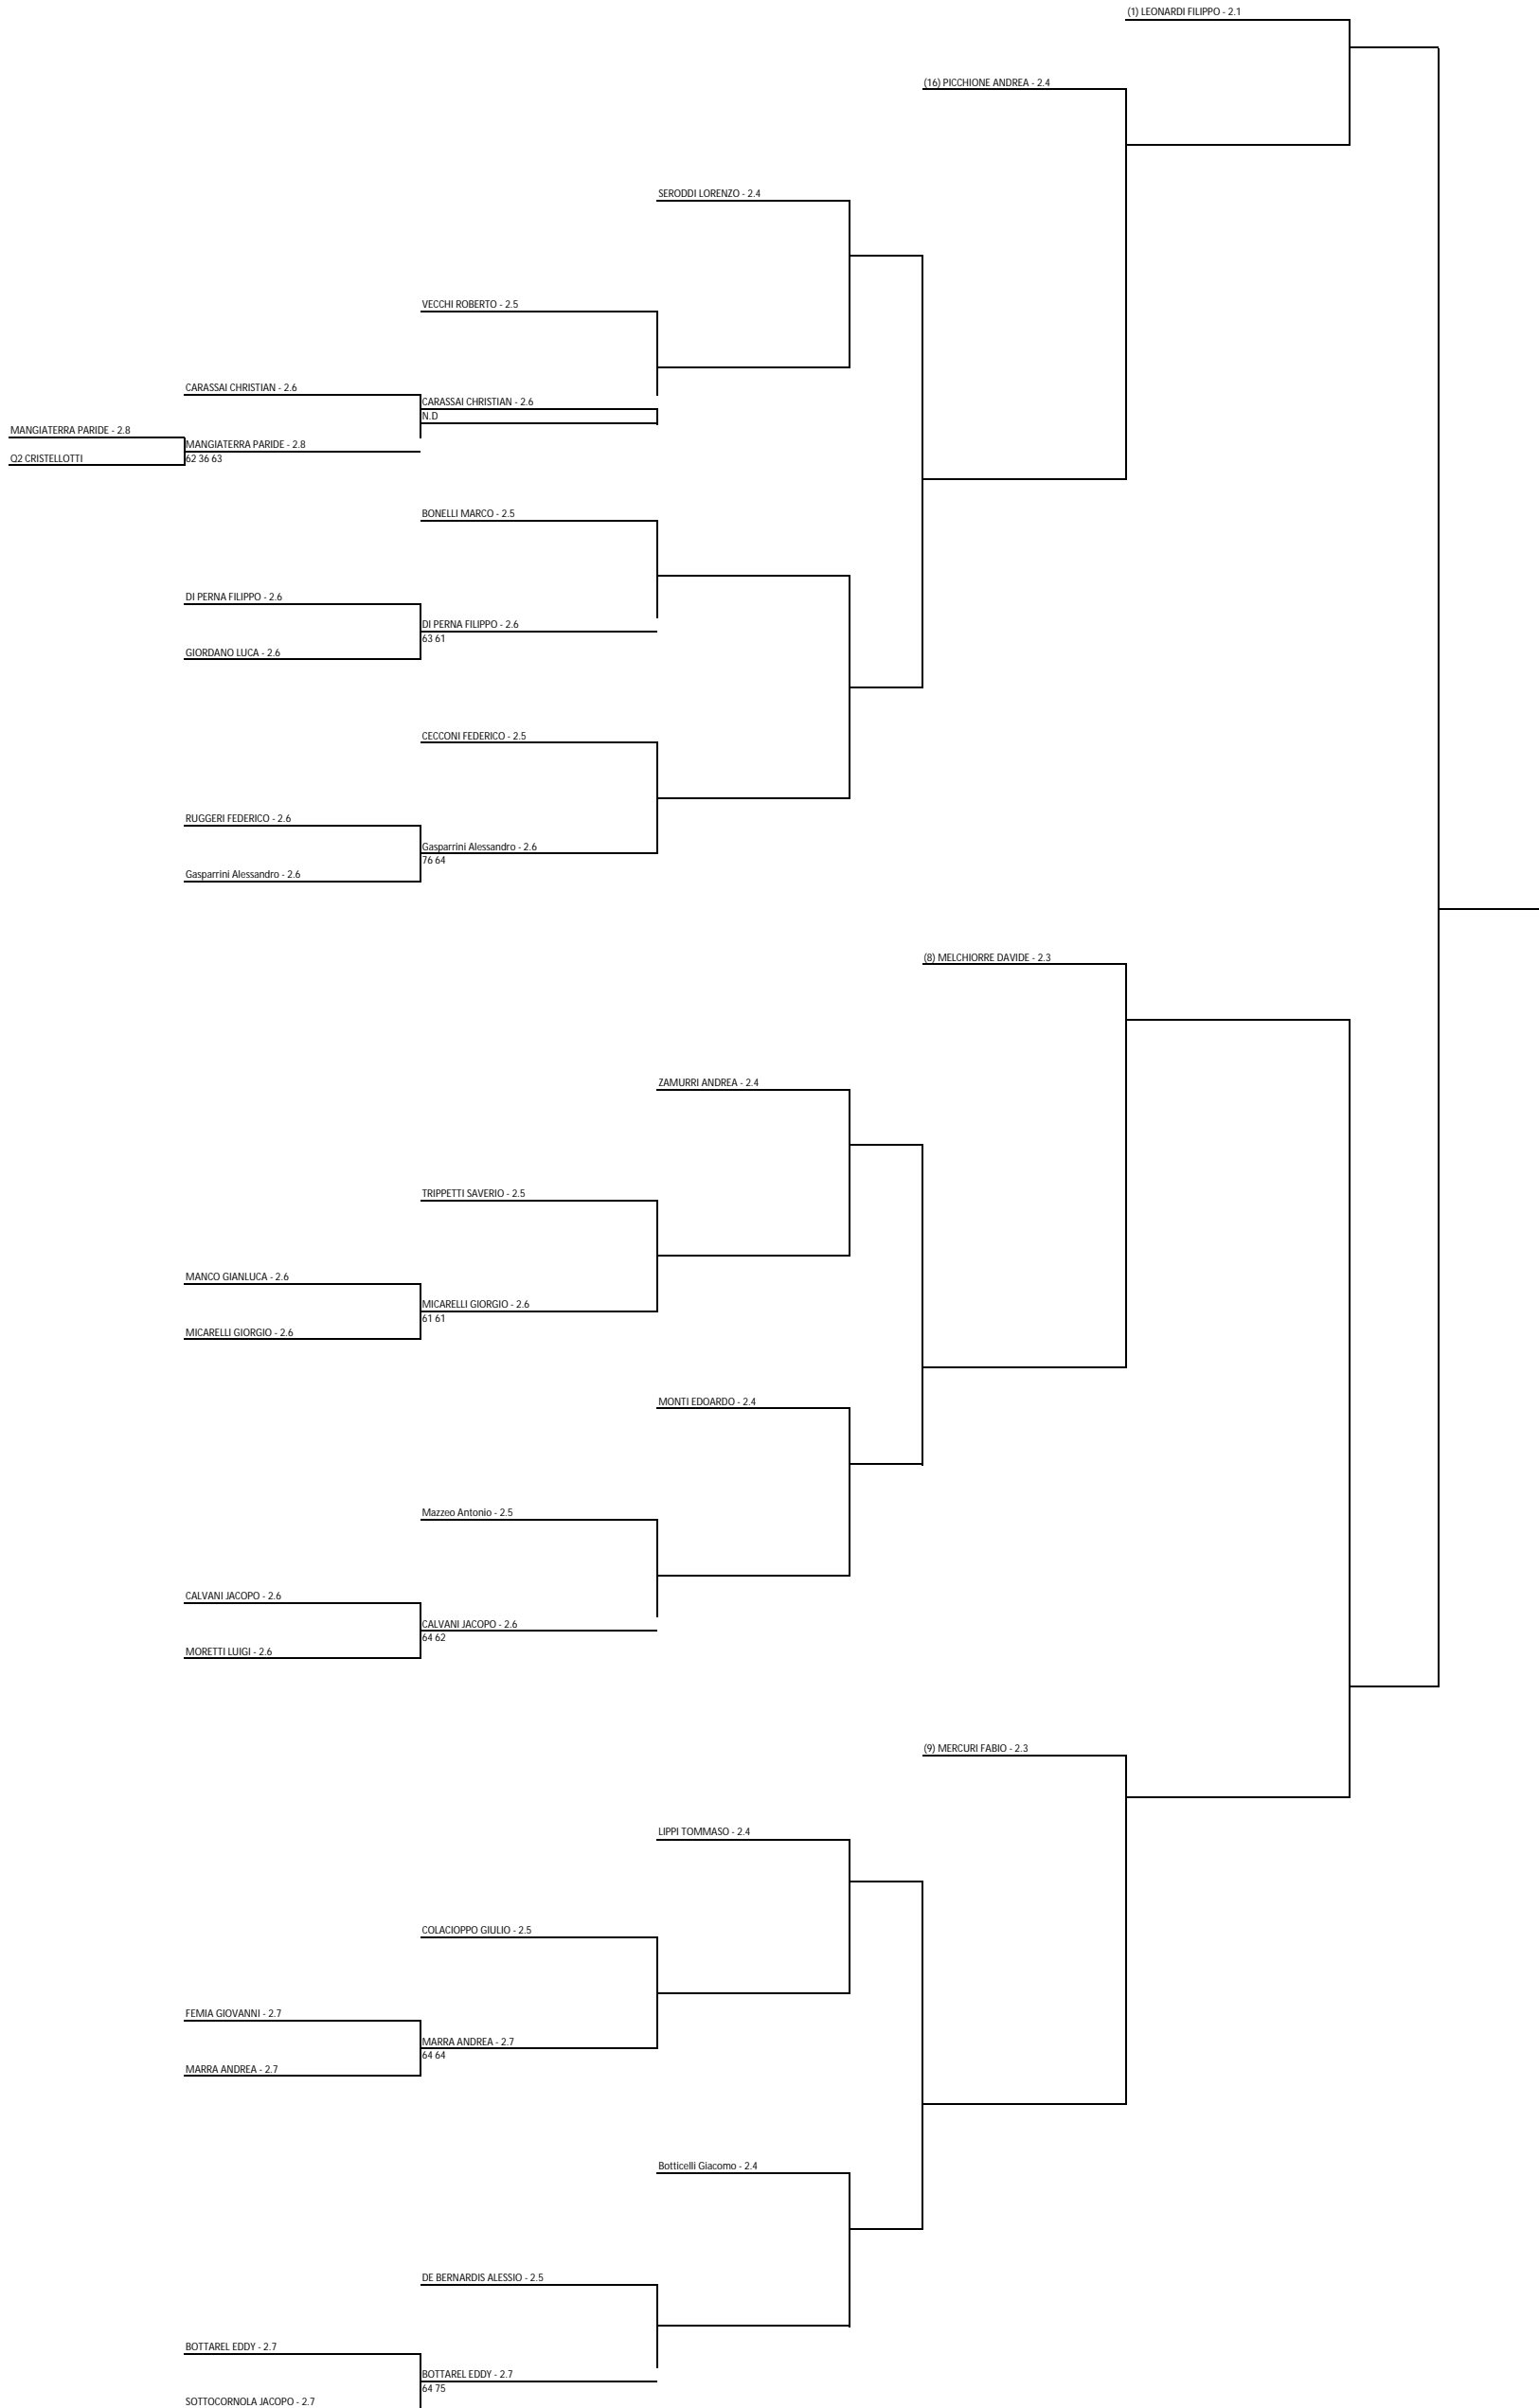 (1) LEONARDI FILIPPO - 2.1
(16) PICCHIONE ANDREA - 2.4
SERODDI LORENZO - 2.4
VECCHI ROBERTO - 2.5
CARASSAI CHRISTIAN - 2.6
CARASSAI CHRISTIAN - 2.6
N.D
MANGIATERRA PARIDE - 2.8
MANGIATERRA PARIDE - 2.8
Q2 CRISTELLOTTI
62 36 63
BONELLI MARCO - 2.5
DI PERNA FILIPPO - 2.6
DI PERNA FILIPPO - 2.6
63 61
GIORDANO LUCA - 2.6
CECCONI FEDERICO - 2.5
RUGGERI FEDERICO - 2.6
Gasparrini Alessandro - 2.6
76 64
Gasparrini Alessandro - 2.6
(8) MELCHIORRE DAVIDE - 2.3
ZAMURRI ANDREA - 2.4
TRIPPETTI SAVERIO - 2.5
MANCO GIANLUCA - 2.6
MICARELLI GIORGIO - 2.6
61 61
MICARELLI GIORGIO - 2.6
MONTI EDOARDO - 2.4
Mazzeo Antonio - 2.5
CALVANI JACOPO - 2.6
CALVANI JACOPO - 2.6
64 62
MORETTI LUIGI - 2.6
(9) MERCURI FABIO - 2.3
LIPPI TOMMASO - 2.4
COLACIOPPO GIULIO - 2.5
FEMIA GIOVANNI - 2.7
MARRA ANDREA - 2.7
64 64
MARRA ANDREA - 2.7
Botticelli Giacomo - 2.4
DE BERNARDIS ALESSIO - 2.5
BOTTAREL EDDY - 2.7
BOTTAREL EDDY - 2.7
64 75
SOTTOCORNOLA JACOPO - 2.7